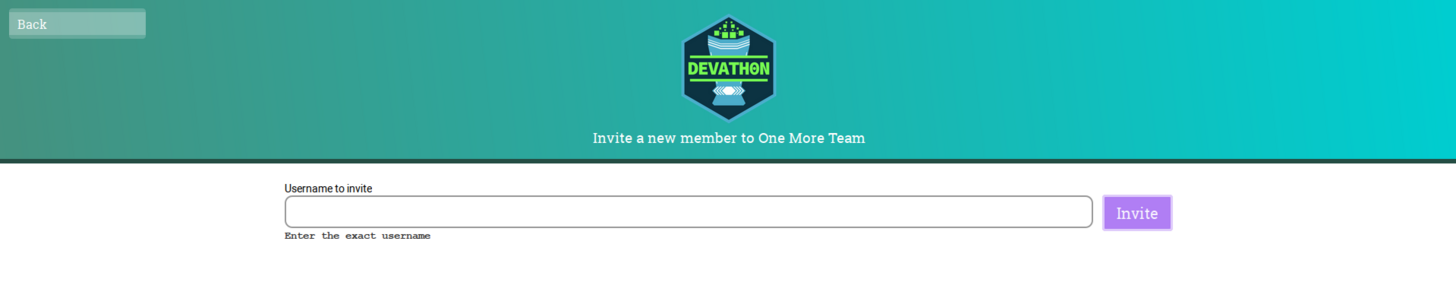 Back
DEVATHON
Invite a new member to One More Team
Username to invite
Invite
Enter the exact username